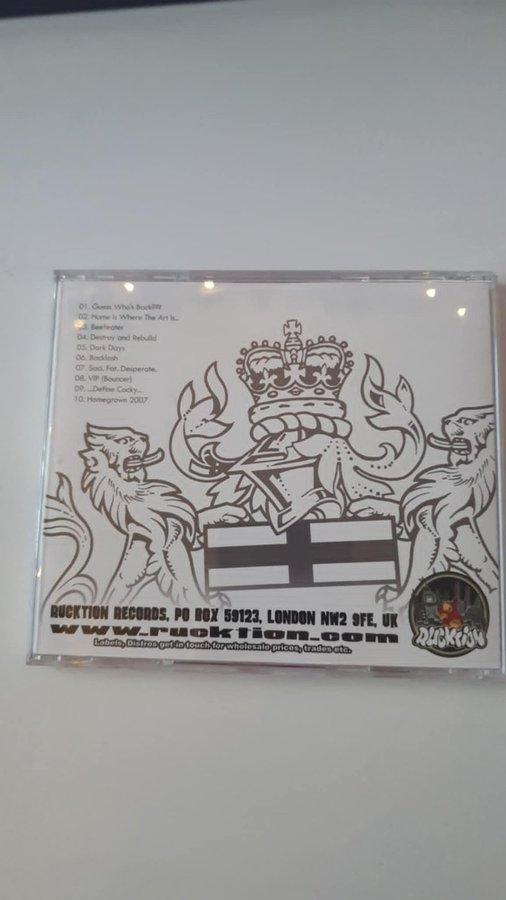 01. Guess Who's Back???
02. Home Is Where The Art Is..
03. Beefeater
04. Destroy and Rebuild
05. Dark Days
06. Backlash
07. Sad. Fat. Desperate.
08. VIP (Bouncer)
09. ...Define Cocky...
10. Homegrown 2007
RUCKTION RECORDS, PO BOX 59123, LONDON NW2 9FE, UK
www.rucktion.com
Labels, Distros get in touch for wholesale prices, trades etc.
RUCKTION